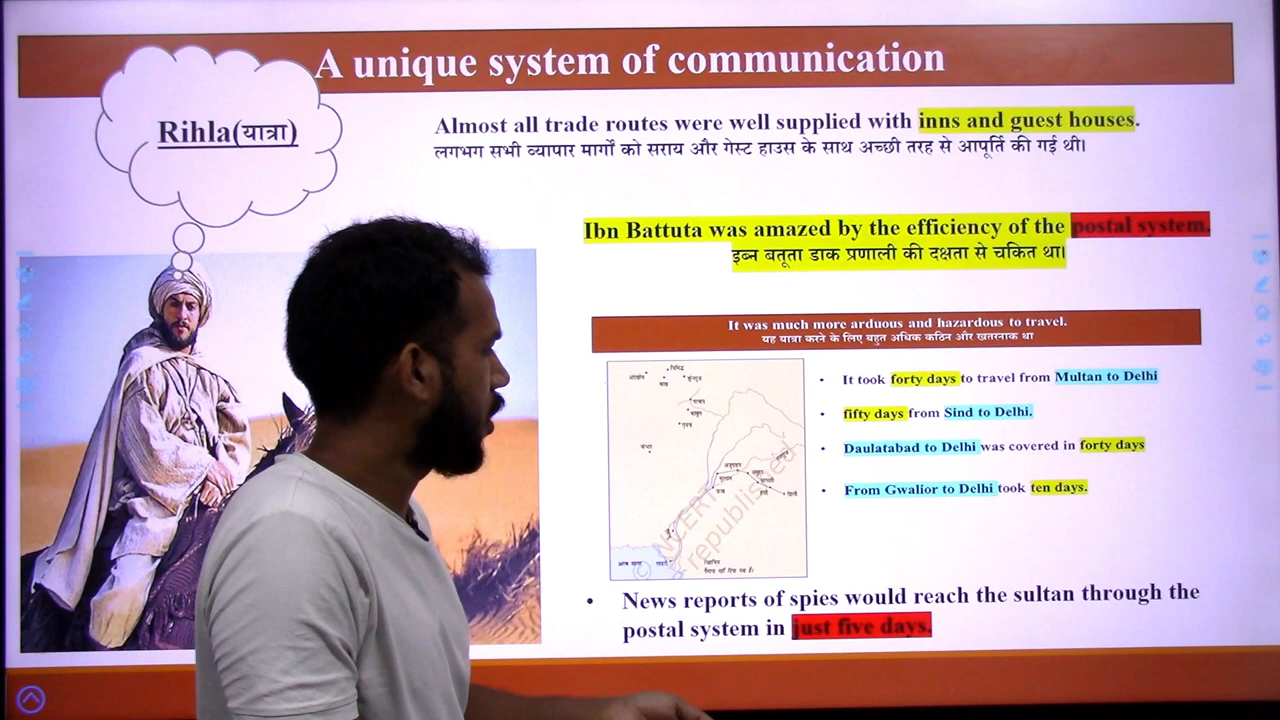 A unique system of communication
Rihla(यात्रा)
Almost all trade routes were well supplied with inns and guest houses.
लगभग सभी व्यापार मार्गों को सराय और गेस्ट हाउस के साथ अच्छी तरह से आपूर्ति की गई थी।
Ibn Battuta was amazed by the efficiency of the postal system.
इब्न बतूता डाक प्रणाली की दक्षता से चकित था।
It was much more arduous and hazardous to travel.
यह यात्रा करने के लिए बहुत अधिक कठिन और खतरनाक था
• It took forty days to travel from Multan to Delhi
• fifty days from Sind to Delhi.
• Daulatabad to Delhi was covered in forty days
• From Gwalior to Delhi took ten days.
अरब सागर
© NCERT
republished
• News reports of spies would reach the sultan through the
postal system in just five days.